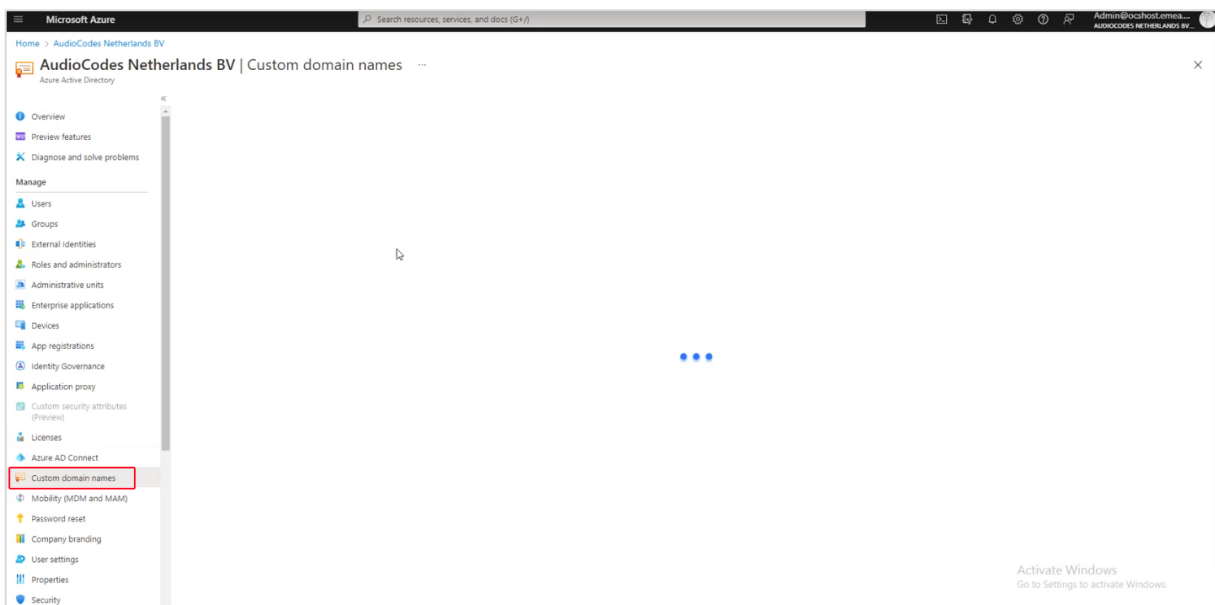 Microsoft Azure
Search resources, services, and docs (G+/)
Admin@ocshost.emea....
AUDIOCODES NETHERLANDS BV...
Home > AudioCodes Netherlands BV
AudioCodes Netherlands BV | Custom domain names ...
Azure Active Directory
Overview
Preview features
Diagnose and solve problems
Manage
Users
Groups
External Identities
Roles and administrators
Administrative units
Enterprise applications
Devices
App registrations
Identity Governance
Application proxy
Custom security attributes
(Preview)
Licenses
Azure AD Connect
Custom domain names
Mobility (MDM and MAM)
Password reset
Company branding
User settings
Properties
Security
Activate Windows
Go to Settings to activate Windows.